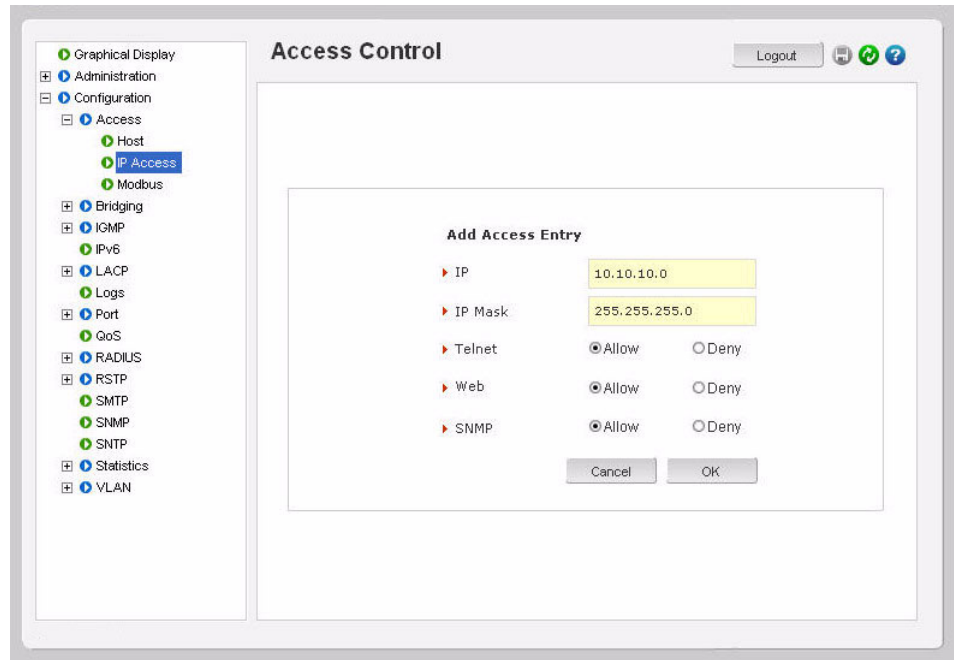 Access Control
Logout
?
Graphical Display
Administration
Configuration
Access
Host
IP Access
Modbus
Bridging
IGMP
IPv6
LACP
Logs
Port
QoS
RADIUS
RSTP
SMTP
SNMP
SNTP
Statistics
VLAN
Add Access Entry
IP 10.10.10.0
IP Mask 255.255.255.0
Telnet Allow Deny
Web Allow Deny
SNMP Allow Deny
Cancel OK